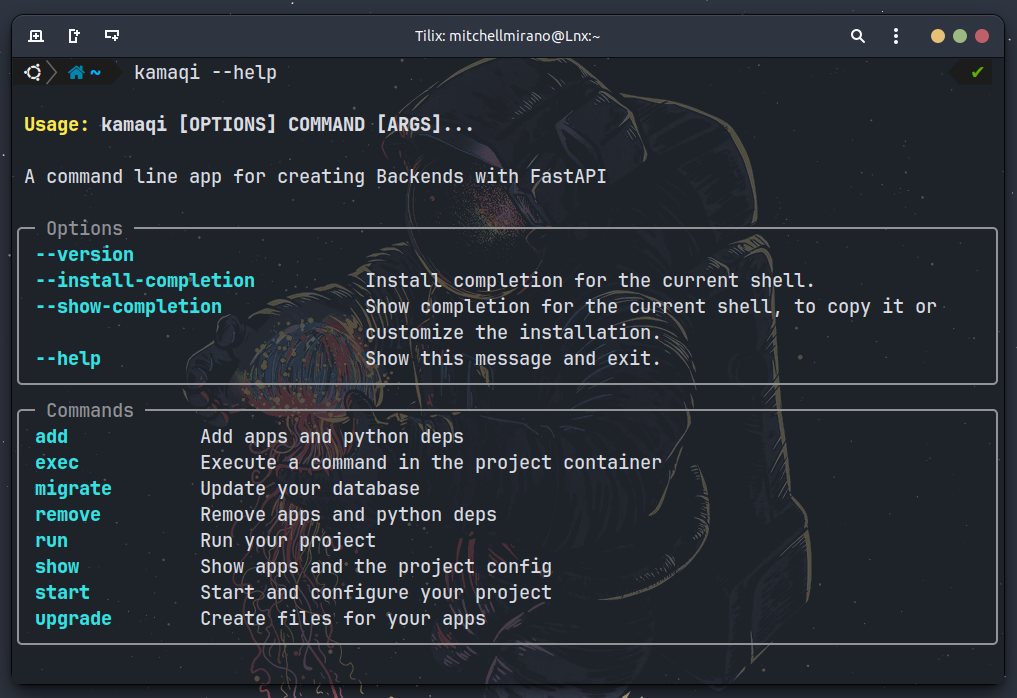 Tilix: mitchellmirano@Lnx:~
~ kamaqi --help
Usage: kamaqi [OPTIONS] COMMAND [ARGS]...
A command line app for creating Backends with FastAPI
Options
--version
--install-completion Install completion for the current shell.
--show-completion Show completion for the current shell, to copy it or
customize the installation.
--help Show this message and exit.
Commands
add Add apps and python deps
exec Execute a command in the project container
migrate Update your database
remove Remove apps and python deps
run Run your project
show Show apps and the project config
start Start and configure your project
upgrade Create files for your apps